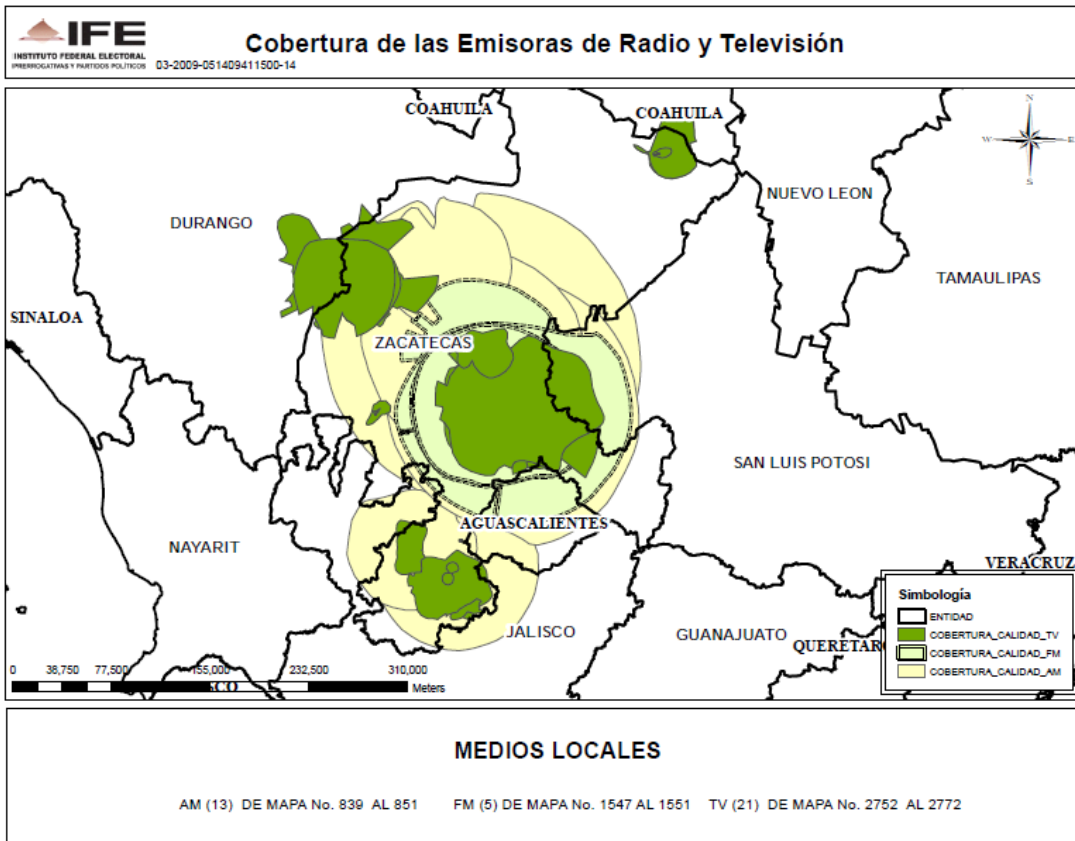 IFE
INSTITUTO FEDERAL ELECTORAL
PRERROGATIVAS Y PARTIDOS POLÍTICOS
03-2009-051409411500-14
Cobertura de las Emisoras de Radio y Televisión
COAHUILA
COAHUILA
N
W
E
S
NUEVO LEON
DURANGO
TAMAULIPAS
SINALOA
ZACATECAS
SAN LUIS POTOSI
AGUASCALIENTES
NAYARIT
VERACRUZ
JALISCO
GUANAJUATO
Simbología
ENTIDAD
COBERTURA_CALIDAD_TV
COBERTURA_CALIDAD_FM
COBERTURA_CALIDAD_AM
0 38,750 77,500 155,000 232,500 310,000
Meters
MEDIOS LOCALES
AM (13) DE MAPA No. 839 AL 851 FM (5) DE MAPA No. 1547 AL 1551 TV (21) DE MAPA No. 2752 AL 2772